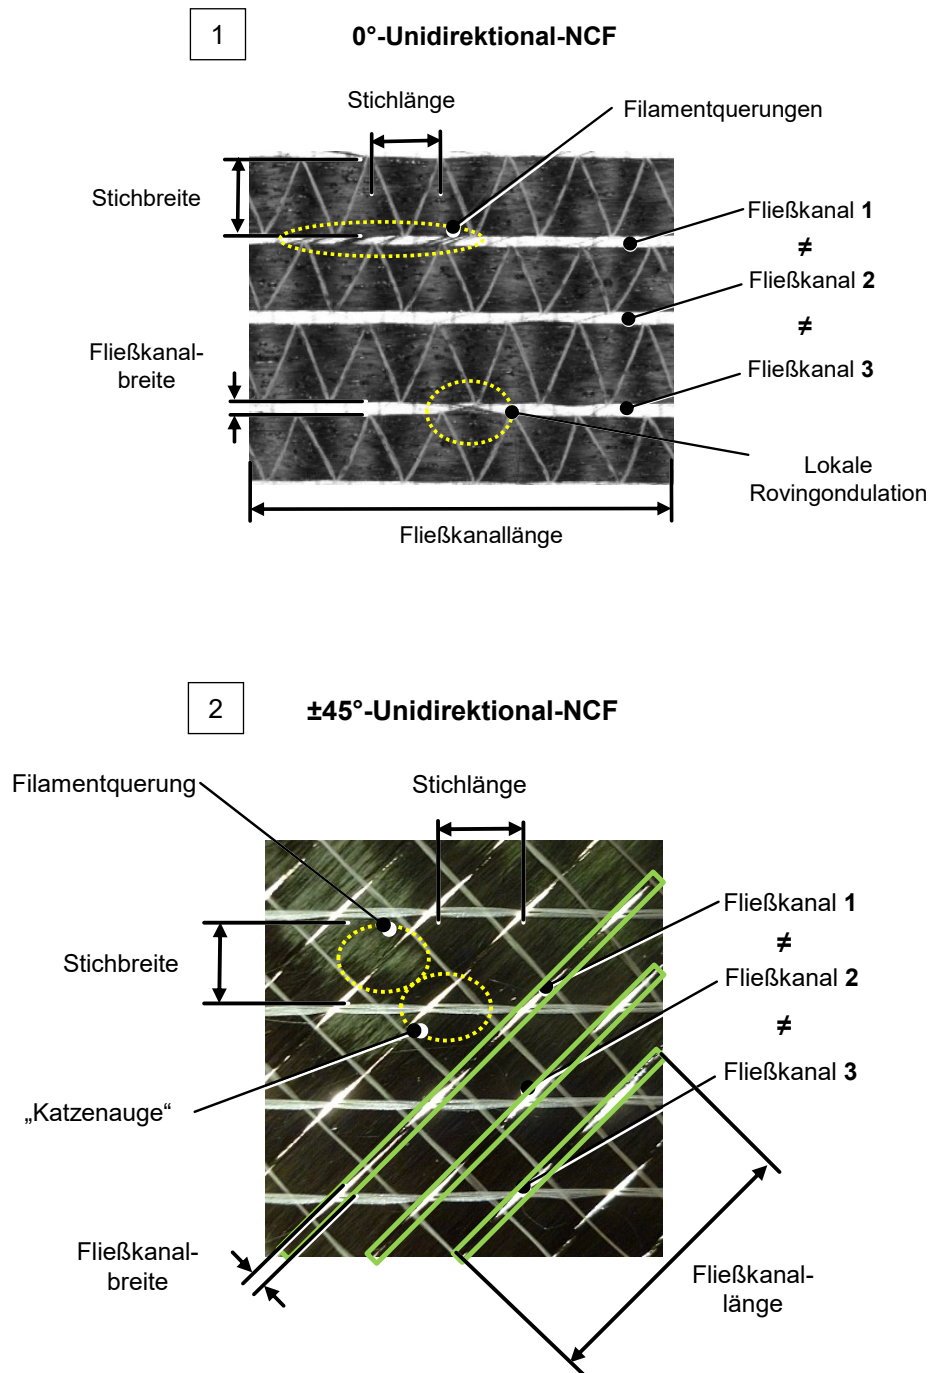 1
0°-Unidirektional-NCF
Stichlänge
Filamentquerungen
Stichbreite
Fließkanal 1
≠
Fließkanal 2
≠
Fließkanal-
breite
Fließkanal 3
Lokale
Rovingondulation
Fließkanallänge
2
±45°-Unidirektional-NCF
Filamentquerung
Stichlänge
Fließkanal 1
≠
Stichbreite
Fließkanal 2
≠
Fließkanal 3
„Katzenauge“
Fließkanal-
breite
Fließkanal-
länge